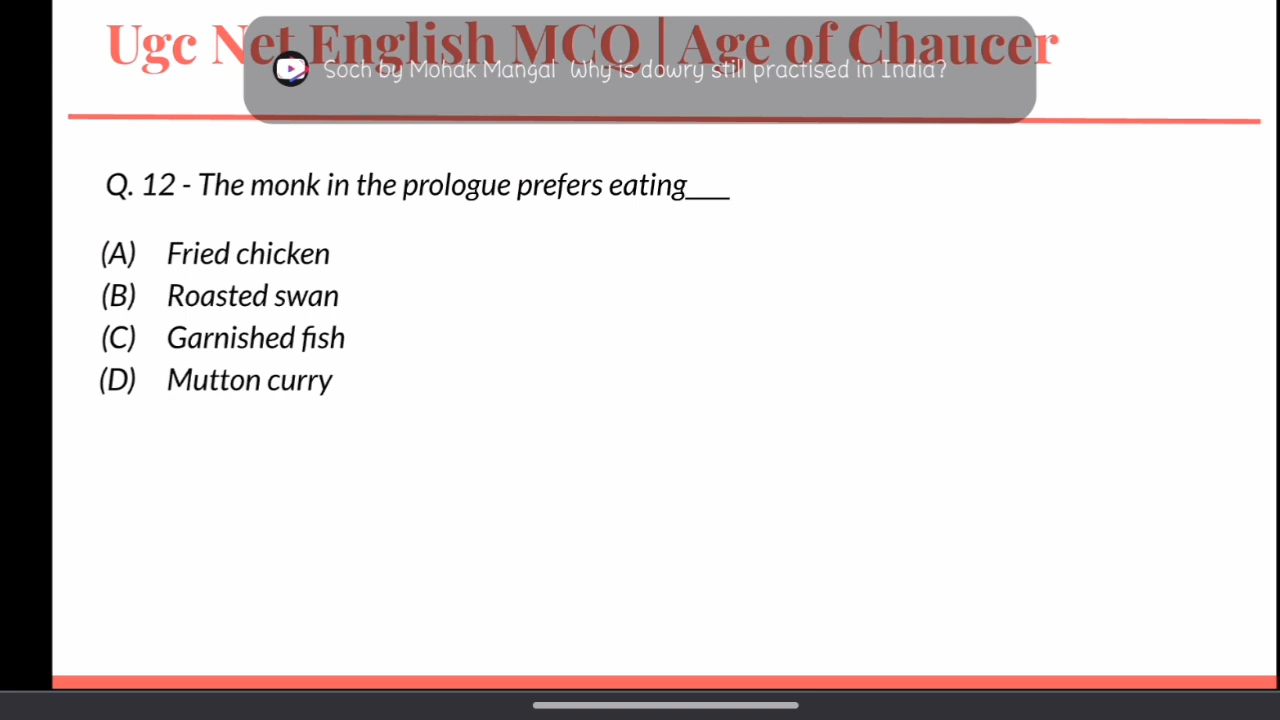 Ugc Net English MCQ | Age of Chaucer
Soch by Mohak Mangal Why is dowry still practised in India?
Q. 12 - The monk in the prologue prefers eating___
(A) Fried chicken
(B) Roasted swan
(C) Garnished fish
(D) Mutton curry